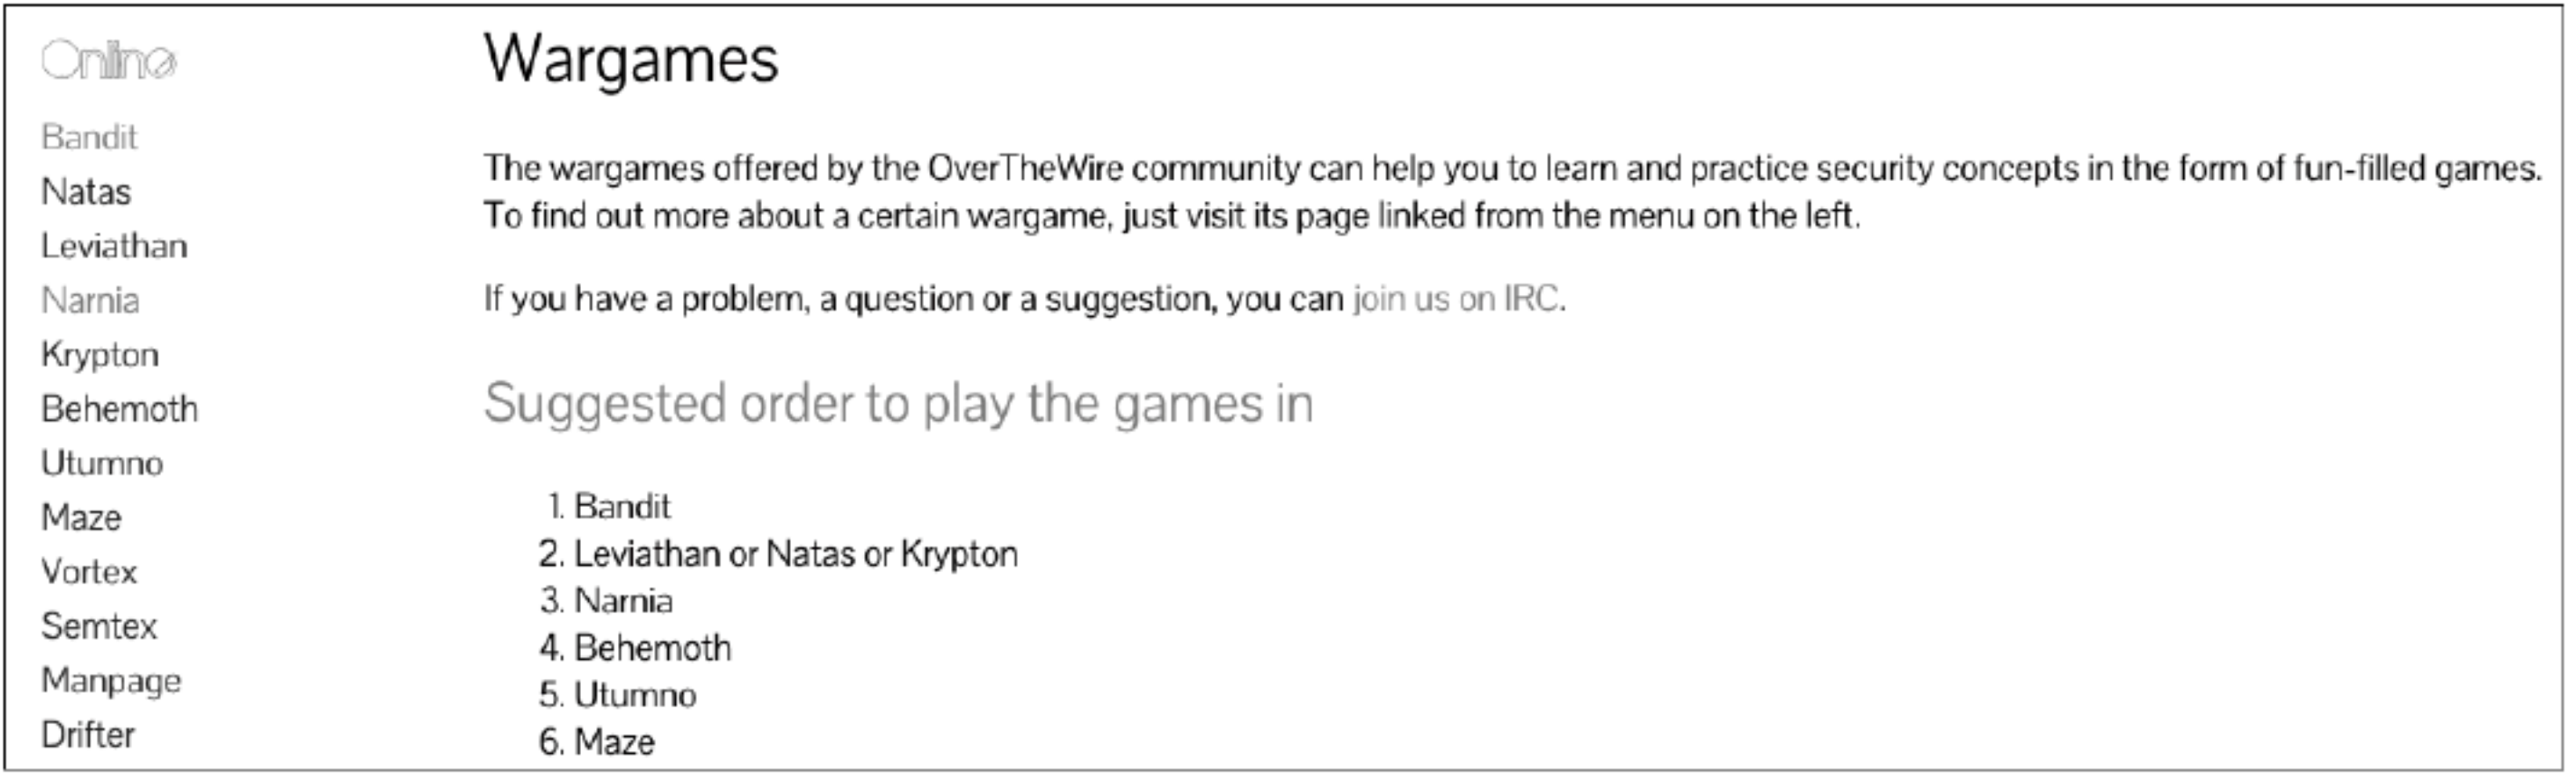 Online
Bandit
Natas
Leviathan
Narnia
Krypton
Behemoth
Utumno
Maze
Vortex
Semtex
Manpage
Drifter
Wargames
The wargames offered by the OverTheWire community can help you to learn and practice security concepts in the form of fun-filled games.
To find out more about a certain wargame, just visit its page linked from the menu on the left.
If you have a problem, a question or a suggestion, you can join us on IRC.
Suggested order to play the games in
1. Bandit
2. Leviathan or Natas or Krypton
3. Narnia
4. Behemoth
5. Utumno
6. Maze